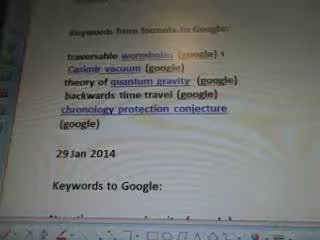 Keywords from formula to Google:
traversable wormholes (google)
Casimir vacuum (google)
theory of quantum gravity (google)
backwards time travel (google)
chronology protection conjecture
(google)
29 Jan 2014
Keywords to Google: